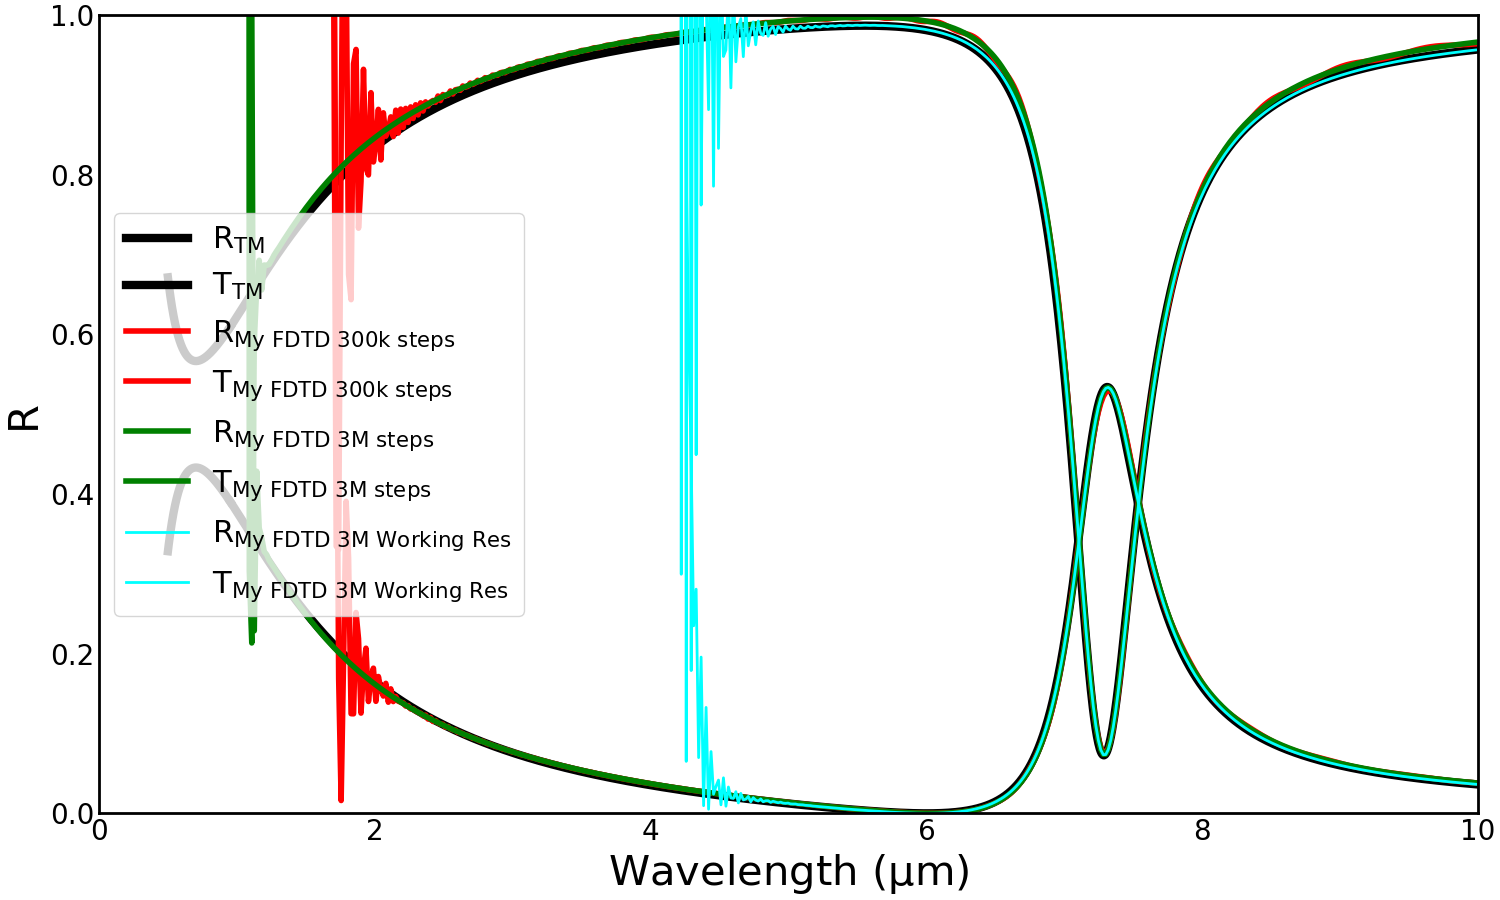 1.0
0.8
0.6
0.4
0.2
0.0
R
R_TM
T_TM
R_My FDTD 300k steps
T_My FDTD 300k steps
R_My FDTD 3M steps
T_My FDTD 3M steps
R_My FDTD 3M Working Res
T_My FDTD 3M Working Res
0 2 4 6 8 10
Wavelength (μm)